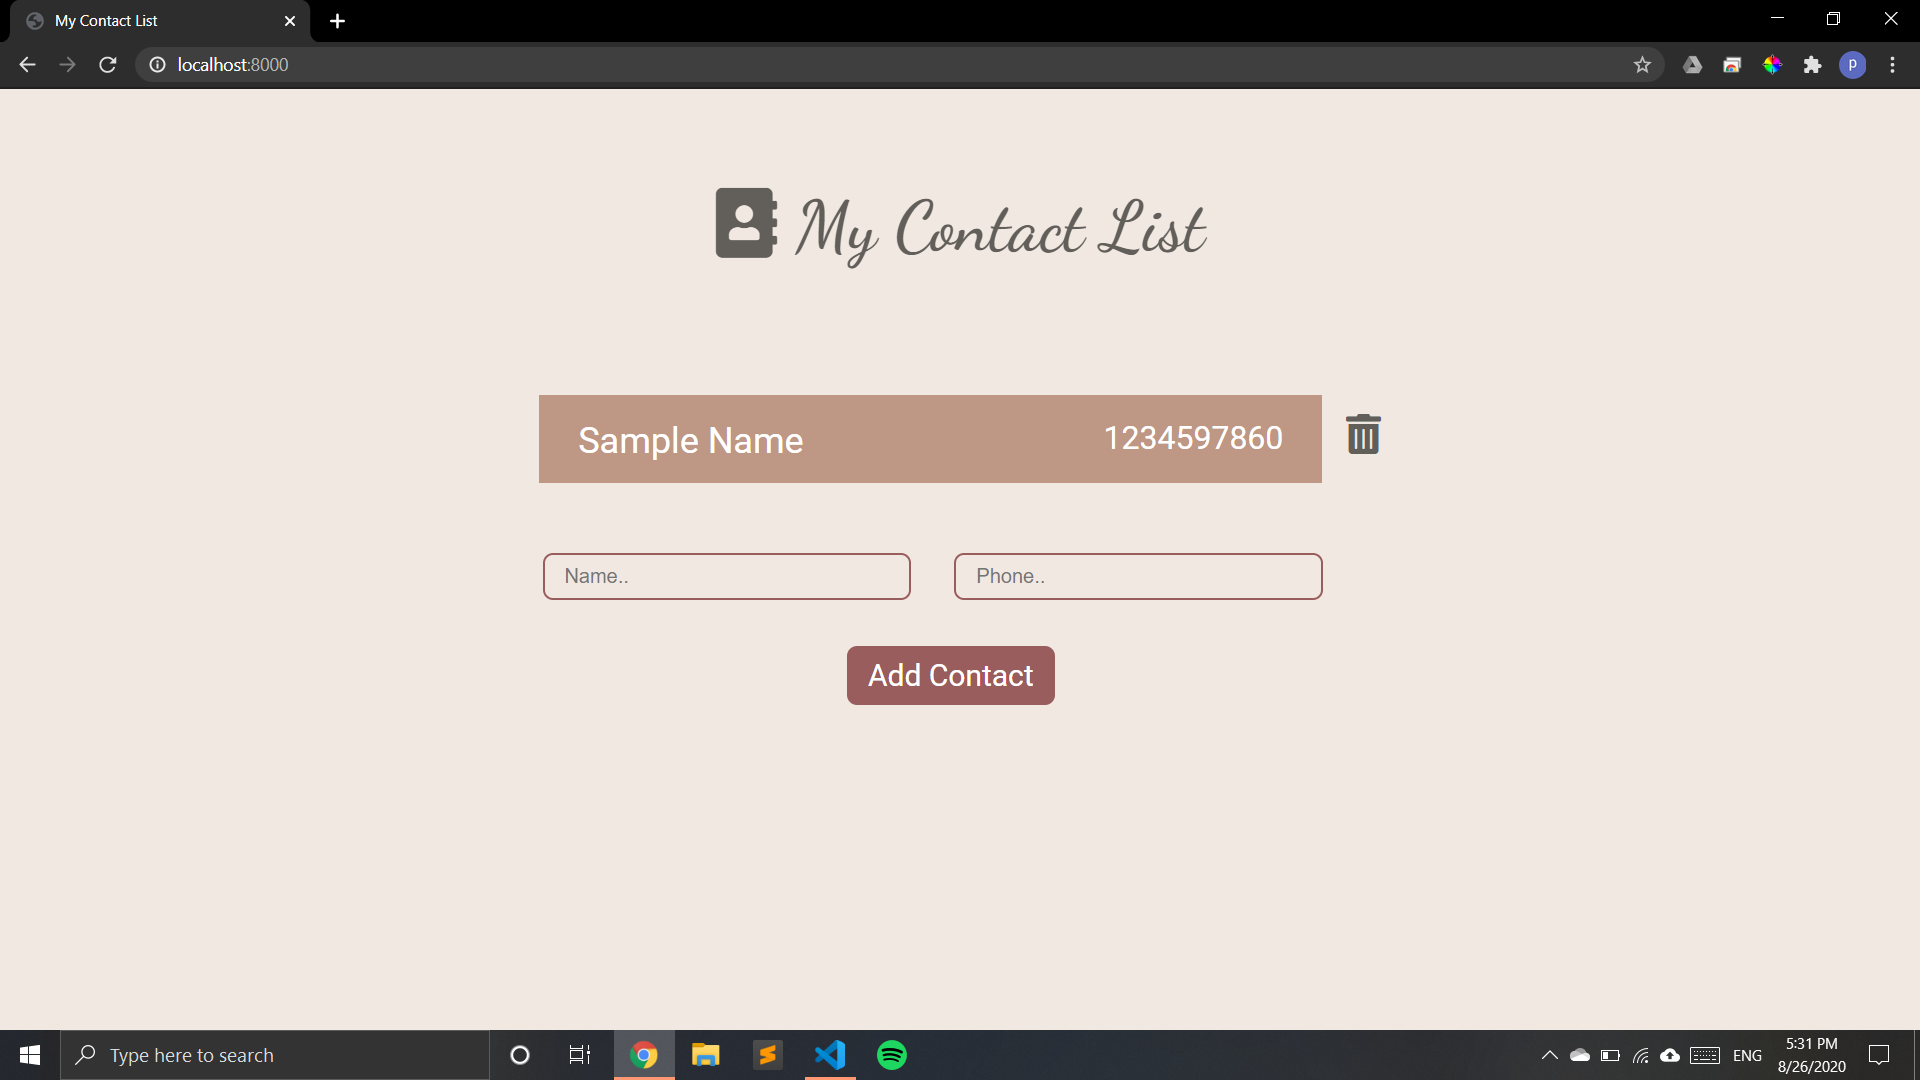 My Contact List
localhost:8000
P
My Contact List
Sample Name
1234597860
Name..
Phone..
Add Contact
Type here to search
ENG
5:31 PM
8/26/2020